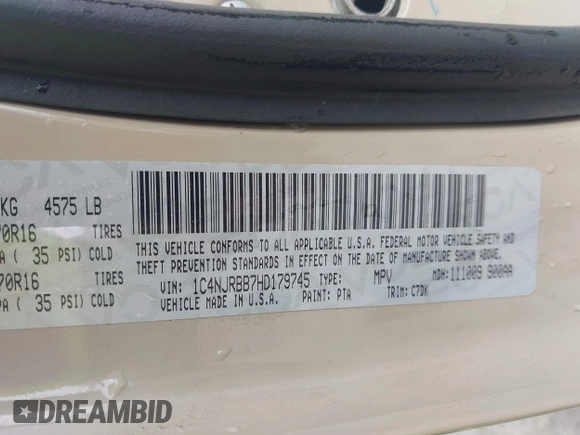 KG 4575 LB
70R16 TIRES
PA ( 35 PSI) COLD
70R16 TIRES
PA ( 35 PSI) COLD
THIS VEHICLE CONFORMS TO ALL APPLICABLE U.S.A. FEDERAL MOTOR VEHICLE SAFETY AND
THEFT PREVENTION STANDARDS IN EFFECT ON THE DATE OF MANUFACTURE SHOWN ABOVE.
VIN: 1C4NJRBB7HD179745 TYPE: MPV MDH: 111009 900AA
MADE IN U.S.A. PAINT: PTA TRIM: C7DK
DREAMBID